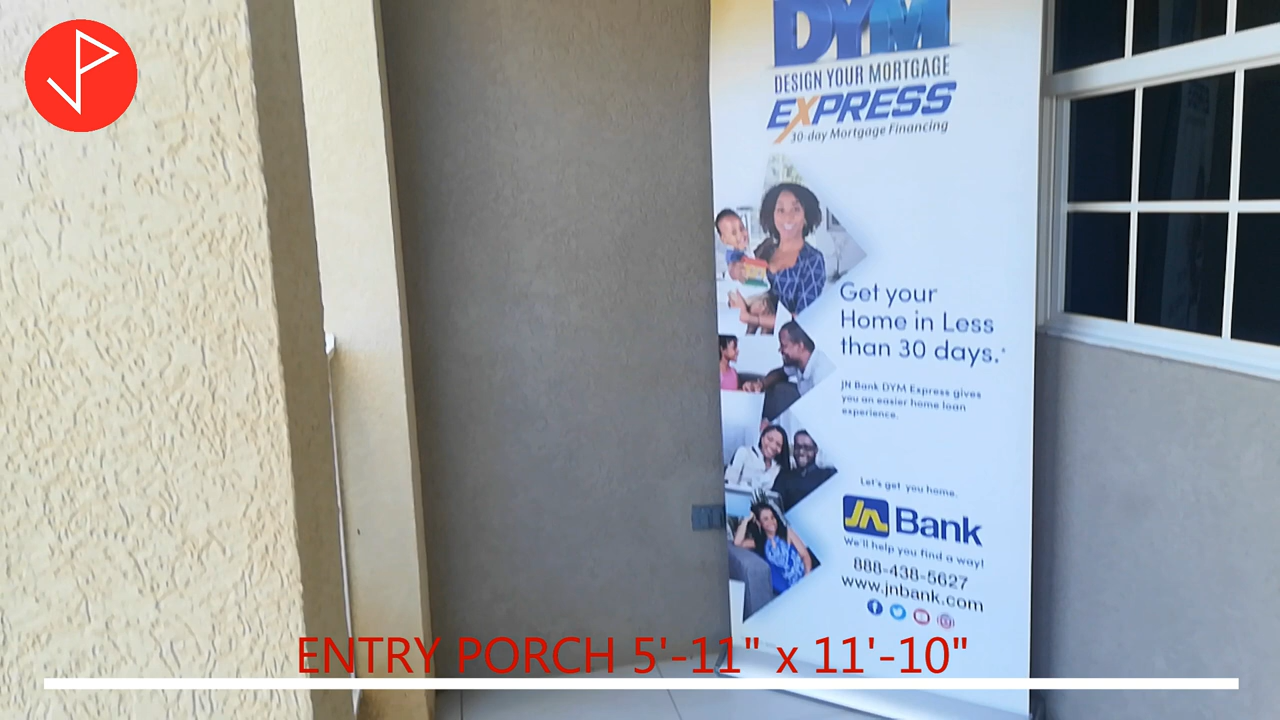 DYM
DESIGN YOUR MORTGAGE
EXPRESS
30-day Mortgage Financing
Get your
Home in Less
than 30 days.*
JN Bank DYM Express gives
you an easier home loan
experience.
Let's get you home.
JN Bank
We'll help you find a way!
888-438-5627
www.jnbank.com
ENTRY PORCH 5'-11" x 11'-10"